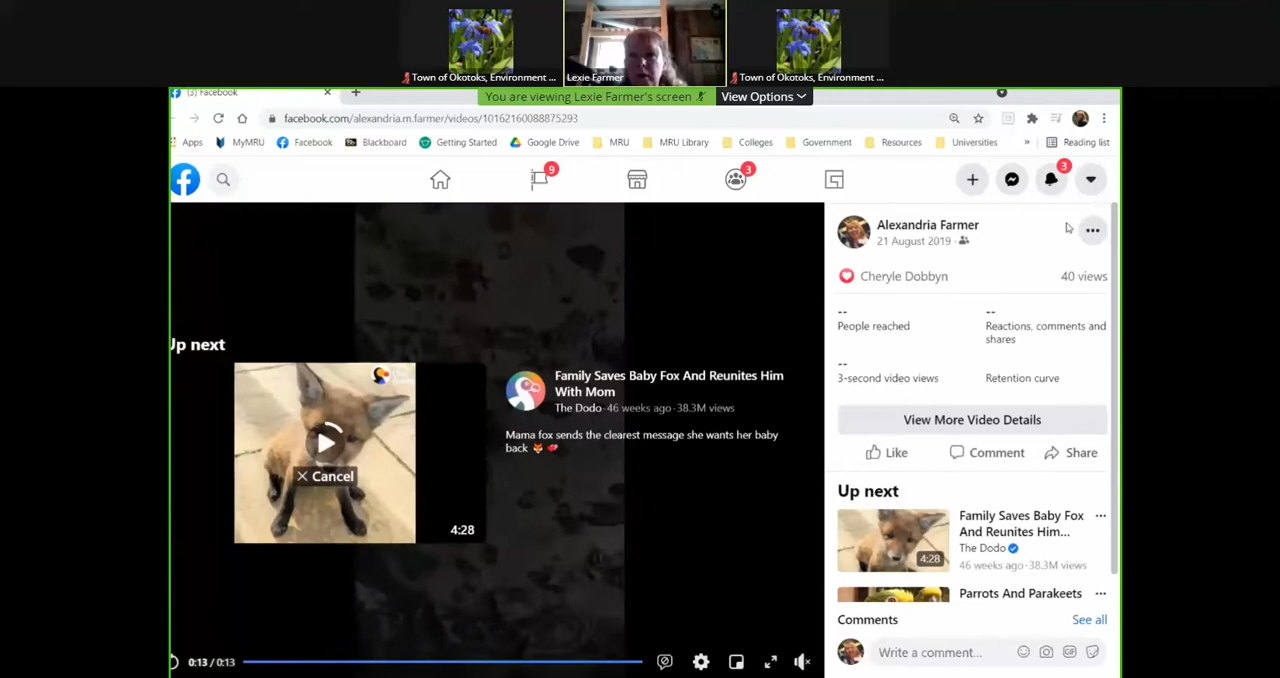 Town of Okotoks, Environment ...
Lexie Farmer
Town of Okotoks, Environment ...
You are viewing Lexie Farmer's screen
View Options
(3) Facebook
facebook.com/alexandria.m.farmer/videos/10162160088875293
Apps MyMRU Facebook Blackboard Getting Started Google Drive MRU MRU Library Colleges Government Resources Universities » Reading list
9
3
3
Alexandria Farmer
21 August 2019
Cheryle Dobbyn
40 views
--
People reached
--
Reactions, comments and
shares
--
3-second video views
Retention curve
View More Video Details
Like Comment Share
Up next
Family Saves Baby Fox And Reunites Him
With Mom
The Dodo · 46 weeks ago · 38.3M views
Mama fox sends the clearest message she wants her baby
back
Cancel
4:28
Up next
Family Saves Baby Fox
And Reunites Him...
The Dodo
46 weeks ago · 38.3M views
4:28
Parrots And Parakeets
Comments
See all
Write a comment...
GIF
0:13 / 0:13